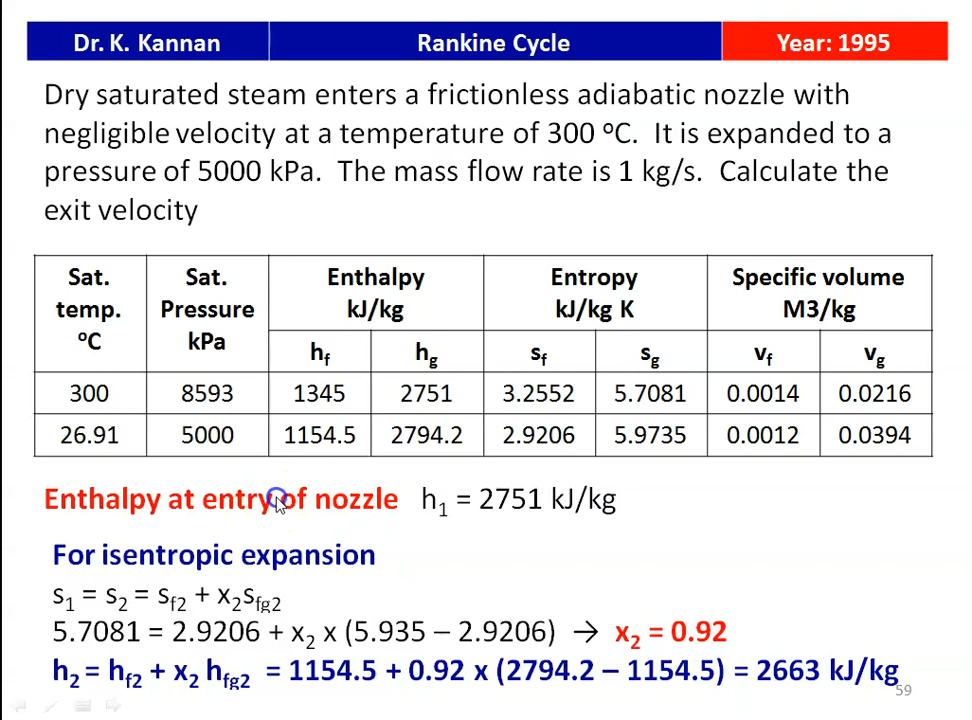 Dr. K. Kannan Rankine Cycle Year: 1995
Dry saturated steam enters a frictionless adiabatic nozzle with
negligible velocity at a temperature of 300 ºC. It is expanded to a
pressure of 5000 kPa. The mass flow rate is 1 kg/s. Calculate the
exit velocity
Sat. temp. ºC Sat. Pressure kPa Enthalpy kJ/kg Entropy kJ/kg K Specific volume M3/kg
hf hg sf sg vf vg
300 8593 1345 2751 3.2552 5.7081 0.0014 0.0216
26.91 5000 1154.5 2794.2 2.9206 5.9735 0.0012 0.0394
Enthalpy at entry of nozzle h1 = 2751 kJ/kg
For isentropic expansion
s1 = s2 = sf2 + x2sfg2
5.7081 = 2.9206 + x2 x (5.935 – 2.9206) → x2 = 0.92
h2 = hf2 + x2 hfg2 = 1154.5 + 0.92 x (2794.2 – 1154.5) = 2663 kJ/kg
59